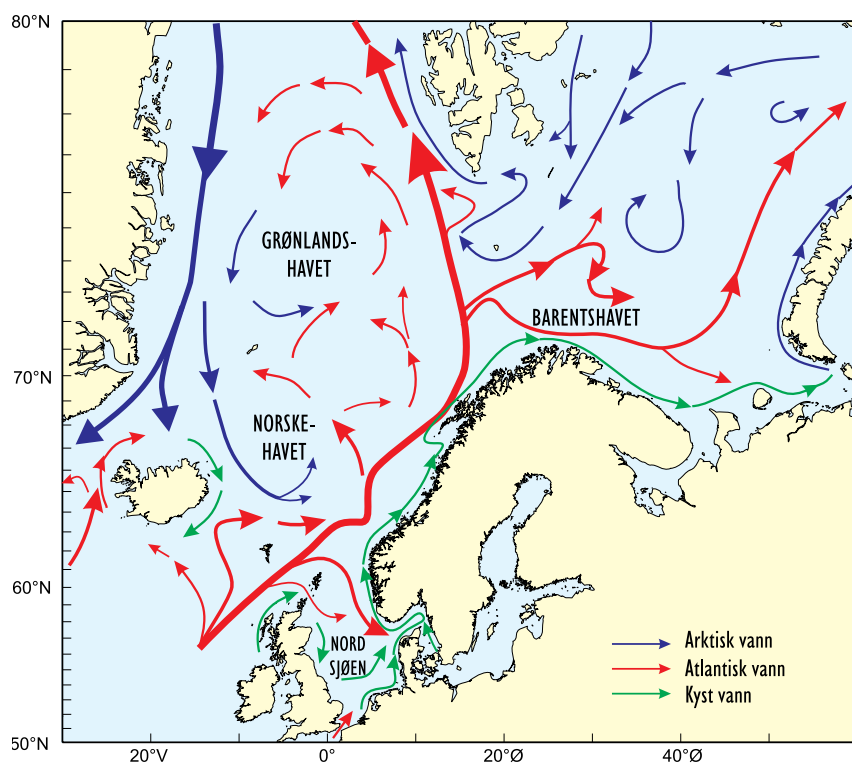 80°N
GRØNLANDS-
HAVET
BARENTSHAVET
70°N
NORSKE-
HAVET
60°N
NORD
SJØEN
Arktisk vann
Atlantisk vann
Kyst vann
50°N
20°V
0°
20°Ø
40°Ø